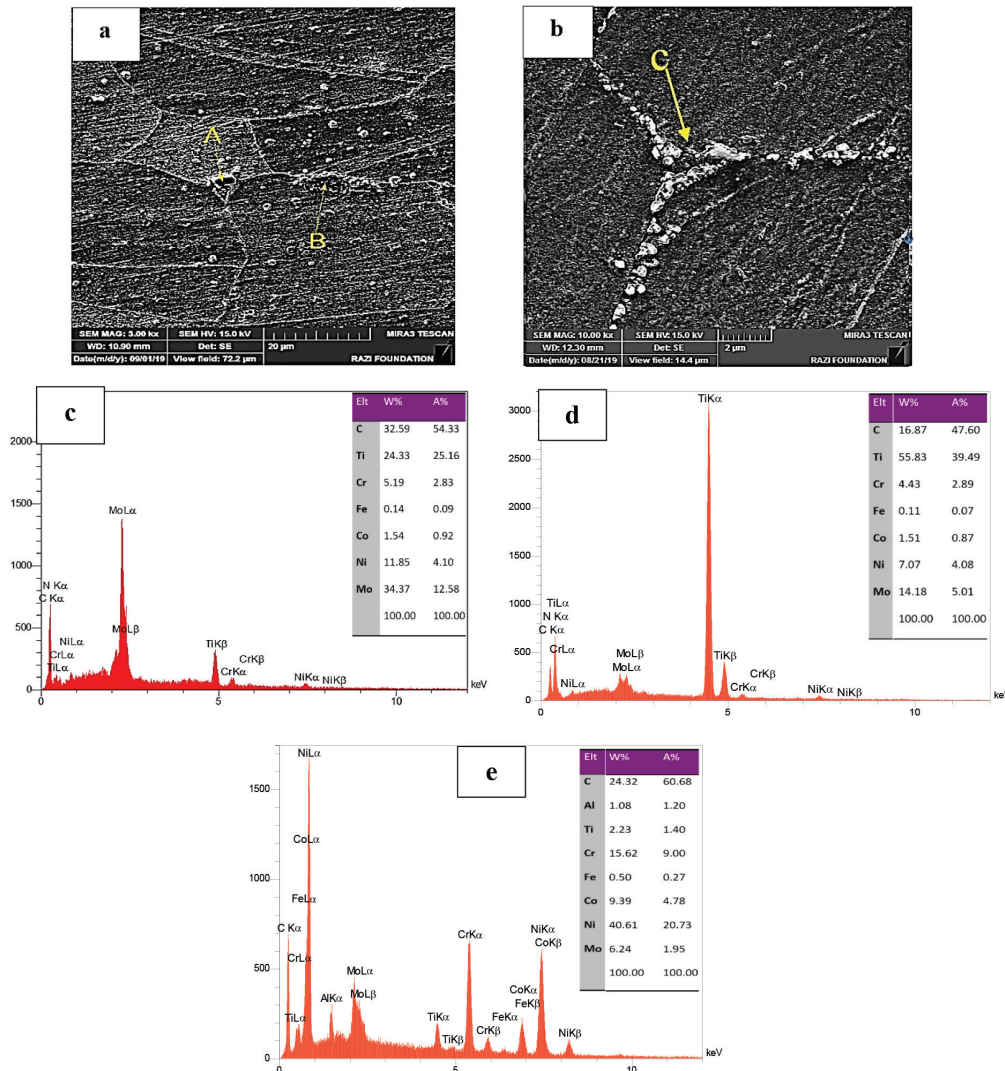 a
A
B
SEM MAG: 3.00 kx SEM HV: 15.0 kV MIRA3 TESCAN
WD: 10.90 mm Det: SE 20 µm
Date(m/d/y): 09/01/19 View field: 72.2 µm RAZI FOUNDATION
b
C
SEM MAG: 10.00 kx SEM HV: 15.0 kV MIRA3 TESCAN
WD: 12.30 mm Det: SE 2 µm
Date(m/d/y): 08/21/19 View field: 14.4 µm RAZI FOUNDATION
c
2000
1500
1000
500
0
MoLα
N Kα
C Kα
NiLα
CrLα
TiLα
MoLβ
TiKβ
CrKβ
CrKα
NiKα
NiKβ
0 5 10 keV
Elt W% A%
C 32.59 54.33
Ti 24.33 25.16
Cr 5.19 2.83
Fe 0.14 0.09
Co 1.54 0.92
Ni 11.85 4.10
Mo 34.37 12.58
100.00 100.00
d
3000
2500
2000
1500
1000
500
0
TiKα
TiLα
N Kα
C Kα
CrLα
NiLα
MoLβ
MoLα
TiKβ
CrKβ
CrKα
NiKα
NiKβ
0 5 10 ke
Elt W% A%
C 16.87 47.60
Ti 55.83 39.49
Cr 4.43 2.89
Fe 0.11 0.07
Co 1.51 0.87
Ni 7.07 4.08
Mo 14.18 5.01
100.00 100.00
e
1500
1000
500
0
NiLα
CoLα
FeLα
C Kα
CrLα
TiLα
AlKα
MoLα
MoLβ
TiKα
TiKβ
CrKα
CrKβ
FeKα
CoKα
FeKβ
NiKα
CoKβ
NiKβ
0 5 10 keV
Elt W% A%
C 24.32 60.68
Al 1.08 1.20
Ti 2.23 1.40
Cr 15.62 9.00
Fe 0.50 0.27
Co 9.39 4.78
Ni 40.61 20.73
Mo 6.24 1.95
100.00 100.00